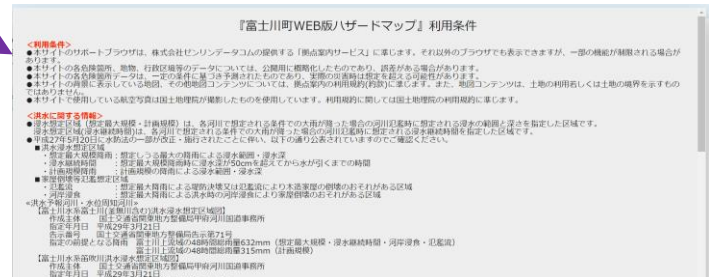 『富士川町WEB版ハザードマップ』利用条件
<利用条件>
●本サイトのサポートブラウザは、株式会社ゼンリンデータコムの提供する「拠点案内サービス」に準じます。それ以外のブラウザでも表示できますが、一部の機能が制限される場合が
あります。
●本サイトの各危険箇所、地物、行政区境等のデータについては、公開用に概略化したものであり、誤差がある場合があります。
●本サイトの各危険箇所データは、一定の条件に基づき予測されたものであり、実際の災害時は想定を超える可能性があります。
●本サイトの背景に表示している地図、その他地図コンテンツについては、拠点案内の利用規約(約款)に準じます。また、地図コンテンツは、土地の利用若しくは土地の境界を示すもの
ではありません。
●本サイトで使用している航空写真は国土地理院が撮影したものを使用しています。利用規約に関しては国土地理院の利用規約に準じます。
<洪水に関する情報>
●浸水想定区域（想定最大規模・計画規模）は、各河川で想定される条件での大雨が降った場合の河川氾濫時に想定される浸水の範囲と深さを指定した区域です。
浸水想定区域(浸水継続時間)は、各河川で想定される条件での大雨が降った場合の河川氾濫時に想定される浸水継続時間を指定した区域です。
●平成27年5月20日に水防法の一部が改正・施行されたことに伴い、以下の通り公表されていますのでご確認ください。
■洪水浸水想定区域
・想定最大規模降雨：想定しうる最大の降雨による浸水範囲・浸水深
・浸水継続時間　：想定最大規模降雨時に浸水深が50cmを超えてから水が引くまでの時間
・計画規模降雨　：計画規模の降雨による浸水範囲・浸水深
■家屋倒壊等氾濫想定区域
・氾濫流　：想定最大降雨による堤防決壊又は氾濫流により木造家屋の倒壊のおそれがある区域
・河岸浸食　：想定最大降雨による洪水時の河岸浸食により家屋倒壊のおそれがある区域
<洪水予報河川・水位周知河川>
【富士川水系富士川(釜無川含む)洪水浸水想定区域図】
作成主体　国土交通省関東地方整備局甲府河川国道事務所
指定年月日　平成29年3月21日
告示番号　国土交通省関東地方整備局告示第71号
指定の前提となる降雨　富士川上流域の48時間総雨量632mm（想定最大規模・浸水継続時間・河岸浸食・氾濫流）
富士川上流域の48時間総雨量315mm（計画規模）
【富士川水系笛吹川洪水浸水想定区域図】
作成主体　国土交通省関東地方整備局甲府河川国道事務所
指定年月日　平成29年3月21日